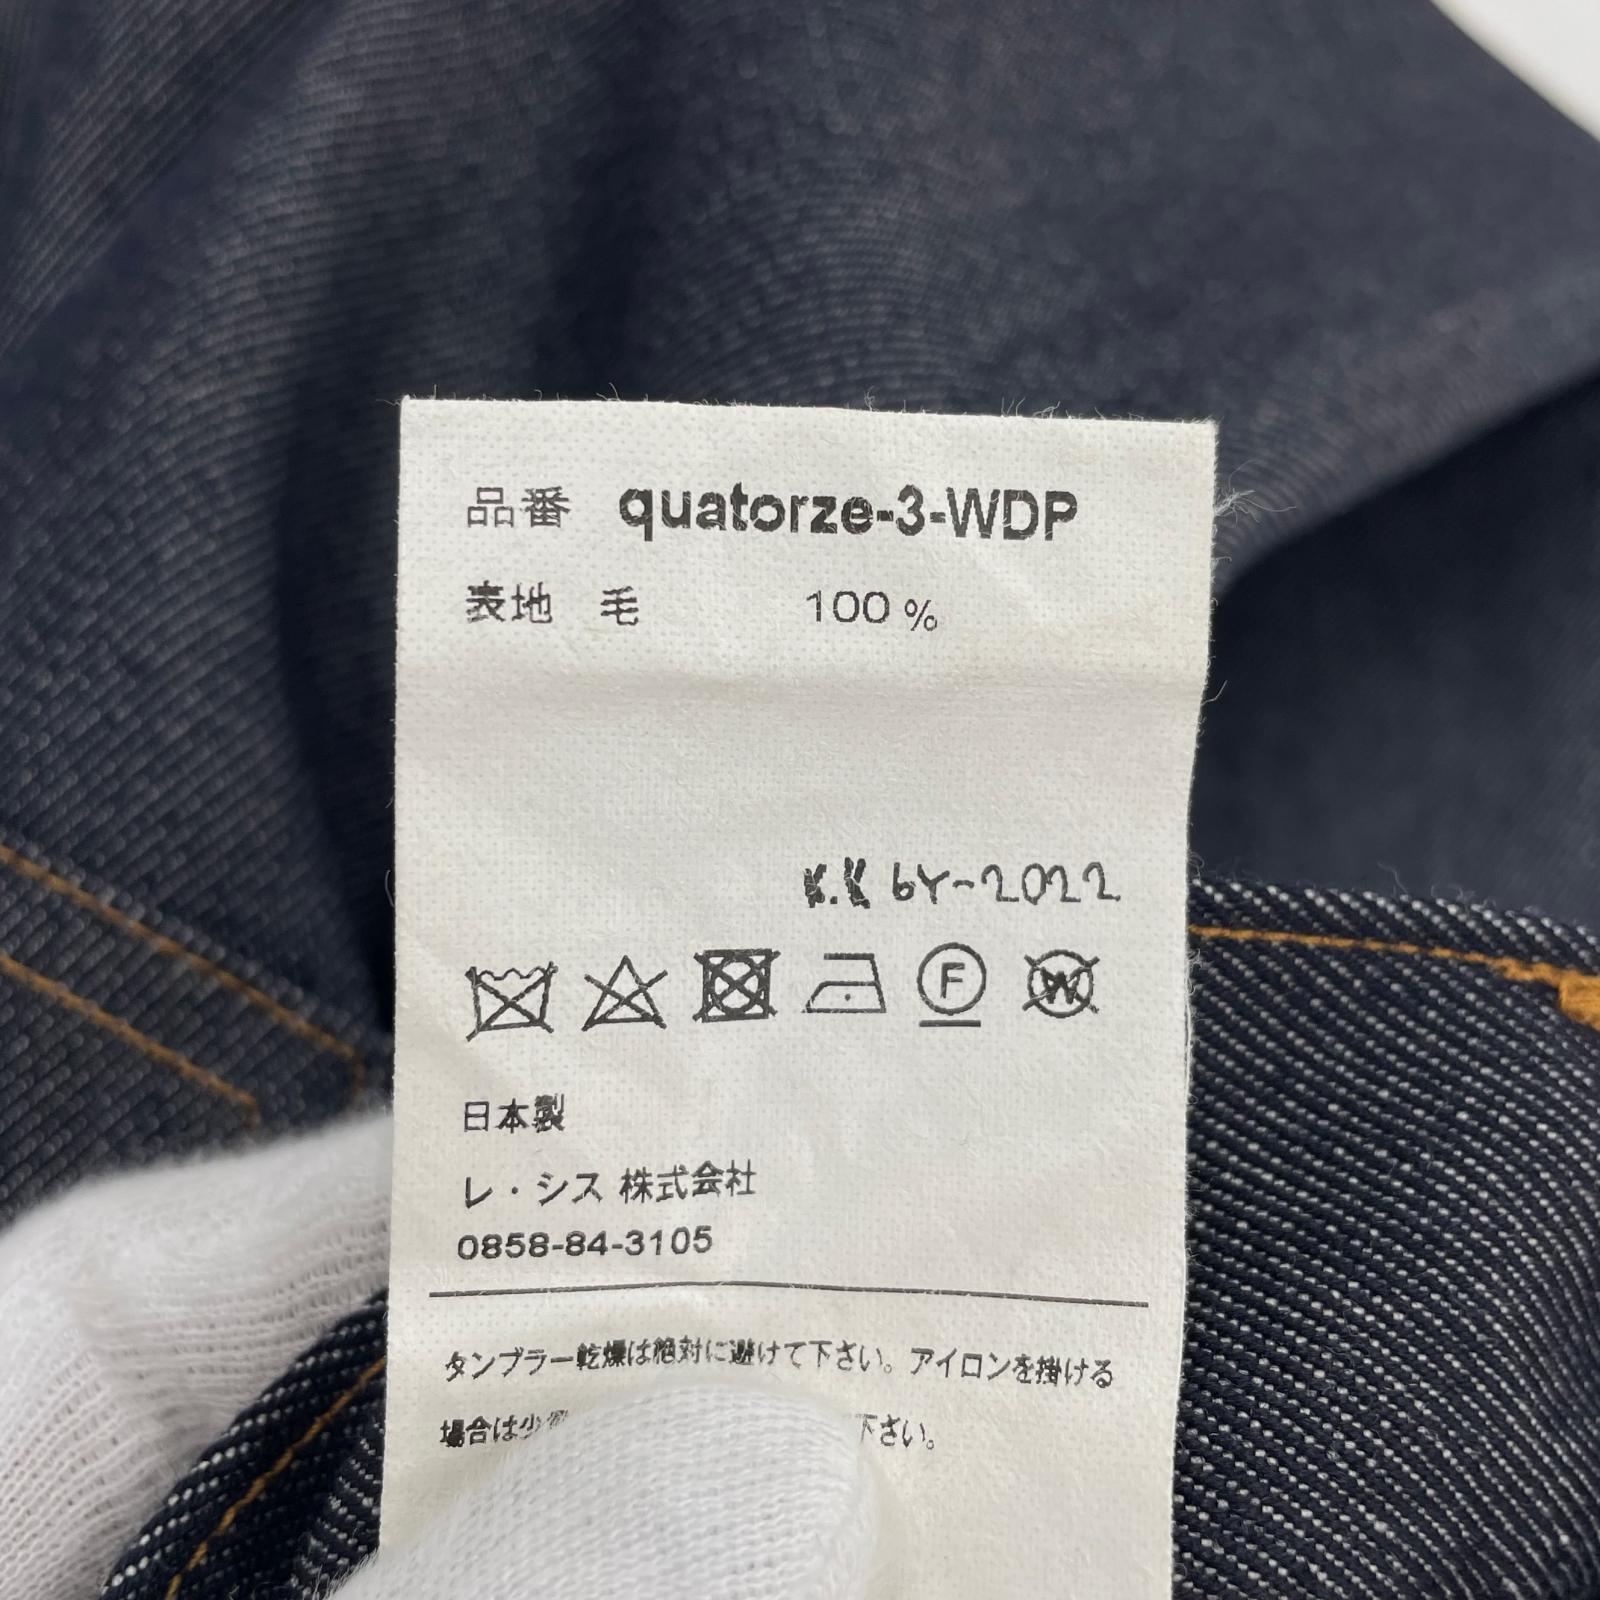 品番 quatorze-3-WDP
表地 毛 100 %
K.K 6Y-2022
F W
日本製
レ・シス 株式会社
0858-84-3105
タンブラー乾燥は絶対に避けて下さい。アイロンを掛ける
場合は少 下さい。